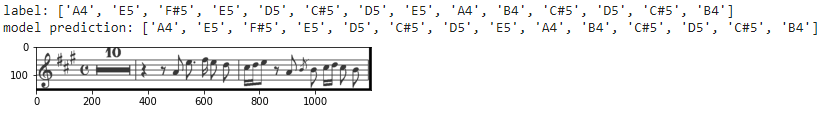 label: ['A4', 'E5', 'F#5', 'E5', 'D5', 'C#5', 'D5', 'E5', 'A4', 'B4', 'C#5', 'D5', 'C#5', 'B4']
model prediction: ['A4', 'E5', 'F#5', 'E5', 'D5', 'C#5', 'D5', 'E5', 'A4', 'B4', 'C#5', 'D5', 'C#5', 'B4']
0
10
100
0 200 400 600 800 1000